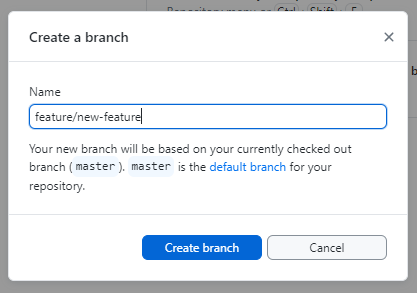 Repository menu or Ctrl Shift F
Create a branch
Name
feature/new-feature
Your new branch will be based on your currently checked out
branch (master). master is the default branch for your
repository.
Create branch
Cancel